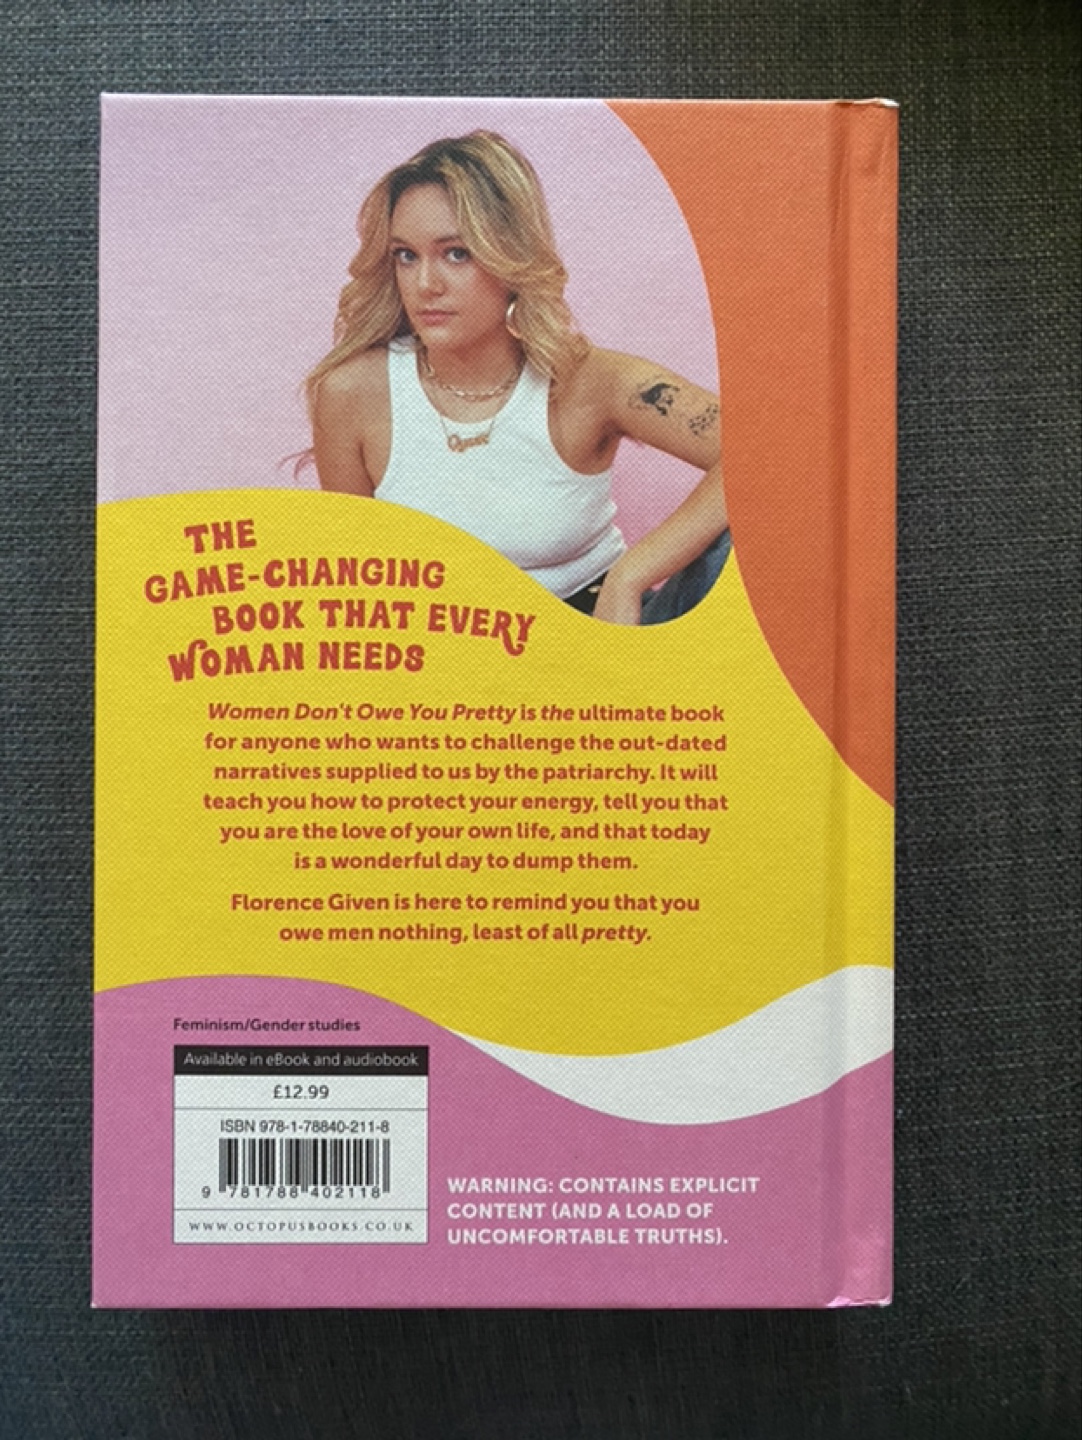 THE
GAME-CHANGING
BOOK THAT EVERY
WOMAN NEEDS
Women Don't Owe You Pretty is the ultimate book
for anyone who wants to challenge the out-dated
narratives supplied to us by the patriarchy. It will
teach you how to protect your energy, tell you that
you are the love of your own life, and that today
is a wonderful day to dump them.
Florence Given is here to remind you that you
owe men nothing, least of all pretty.
Feminism/Gender studies
Available in eBook and audiobook
£12.99
ISBN 978-1-78840-211-8
9 781788 402118
WWW.OCTOPUSBOOKS.CO.UK
WARNING: CONTAINS EXPLICIT
CONTENT (AND A LOAD OF
UNCOMFORTABLE TRUTHS).